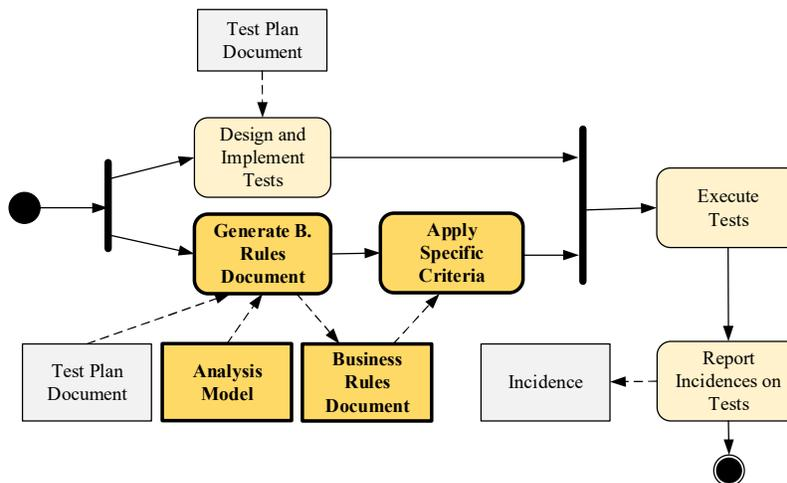 Test Plan
Document
Design and
Implement
Tests
Generate B.
Rules
Document
Apply
Specific
Criteria
Execute
Tests
Test Plan
Document
Analysis
Model
Business
Rules
Document
Incidence
Report
Incidences on
Tests